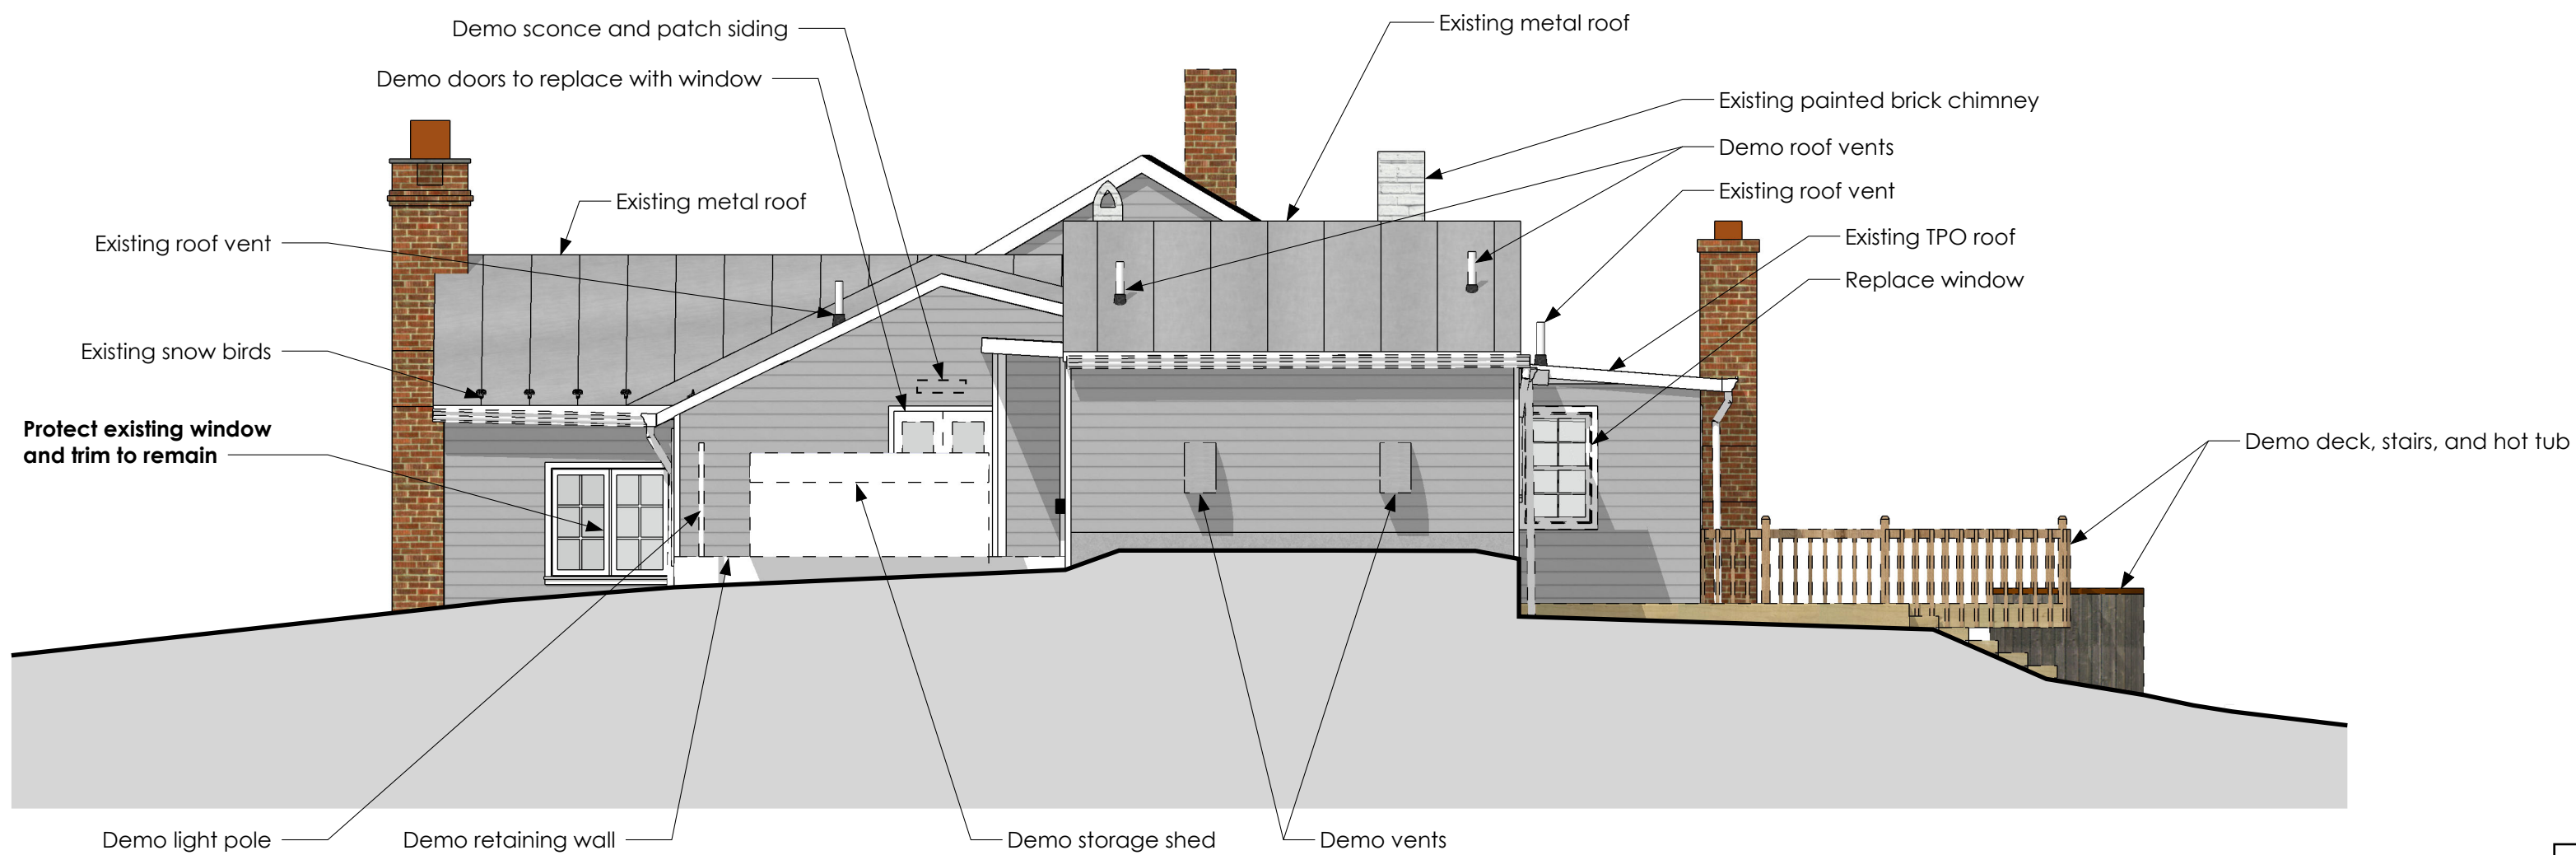 Demo sconce and patch siding
Existing metal roof
Demo doors to replace with window
Existing painted brick chimney
Demo roof vents
Existing roof vent
Existing metal roof
Existing roof vent
Existing TPO roof
Replace window
Existing snow birds
Protect existing window
and trim to remain
Demo deck, stairs, and hot tub
Demo light pole
Demo retaining wall
Demo storage shed
Demo vents